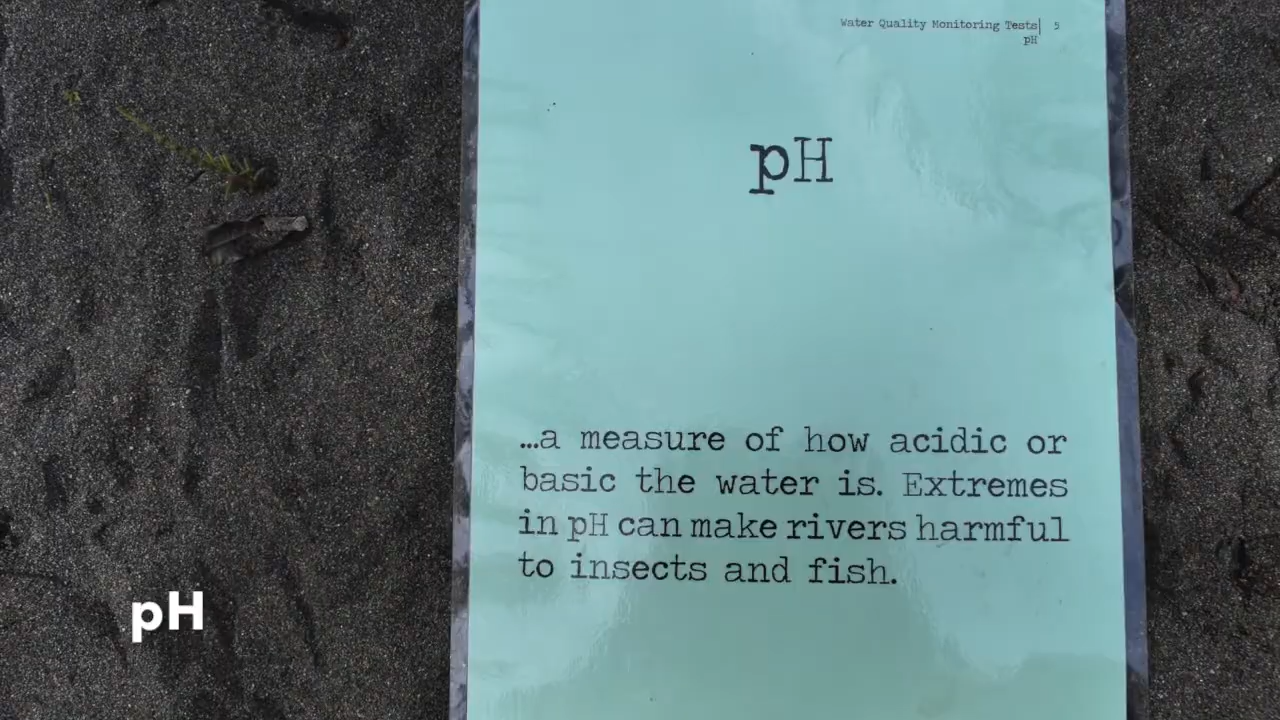 Water Quality Monitoring Tests| 5
pH
pH
…a measure of how acidic or
basic the water is. Extremes
in pH can make rivers harmful
to insects and fish.
pH